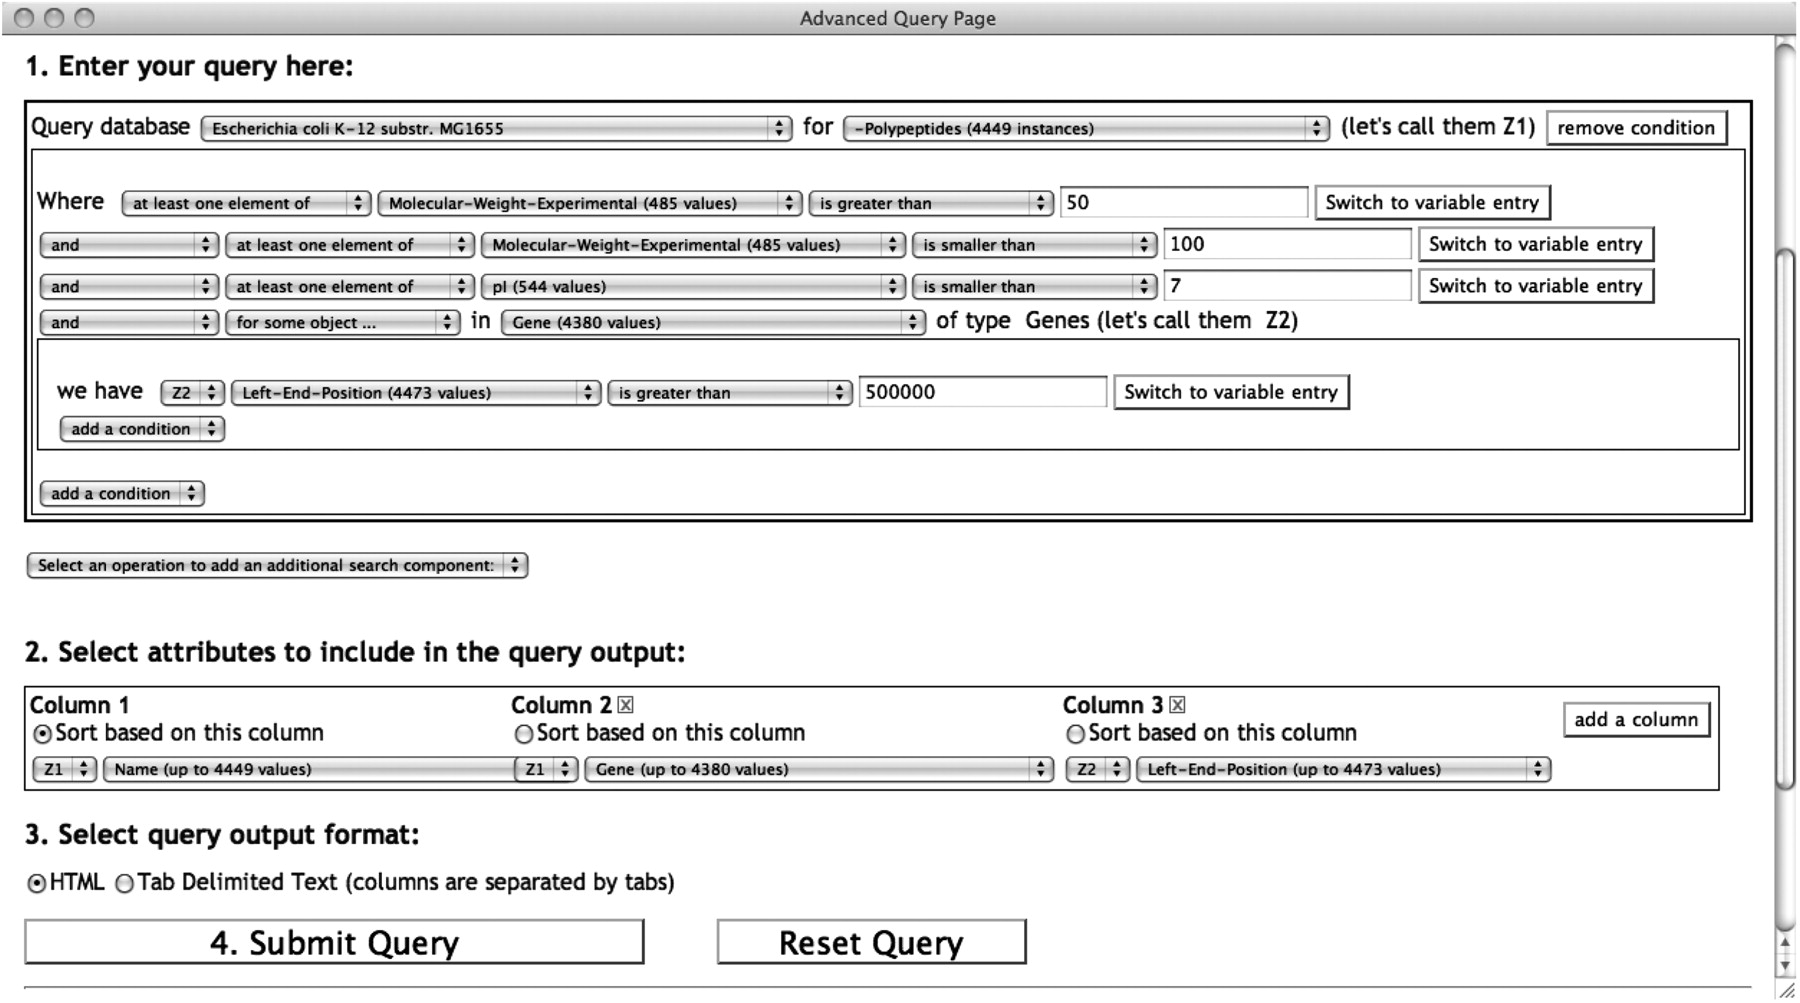 Advanced Query Page
1. Enter your query here:
Query database Escherichia coli K-12 substr. MG1655 for -Polypeptides (4449 instances) (let's call them Z1) remove condition
Where at least one element of Molecular-Weight-Experimental (485 values) is greater than 50 Switch to variable entry
and at least one element of Molecular-Weight-Experimental (485 values) is smaller than 100 Switch to variable entry
and at least one element of pI (544 values) is smaller than 7 Switch to variable entry
and for some object ... in Gene (4380 values) of type Genes (let's call them Z2)
we have Z2 Left-End-Position (4473 values) is greater than 500000 Switch to variable entry
add a condition
add a condition
Select an operation to add an additional search component:
2. Select attributes to include in the query output:
Column 1 Column 2 Column 3
Sort based on this column Sort based on this column Sort based on this column add a column
Z1 Name (up to 4449 values) Z1 Gene (up to 4380 values) Z2 Left-End-Position (up to 4473 values)
3. Select query output format:
HTML Tab Delimited Text (columns are separated by tabs)
4. Submit Query Reset Query